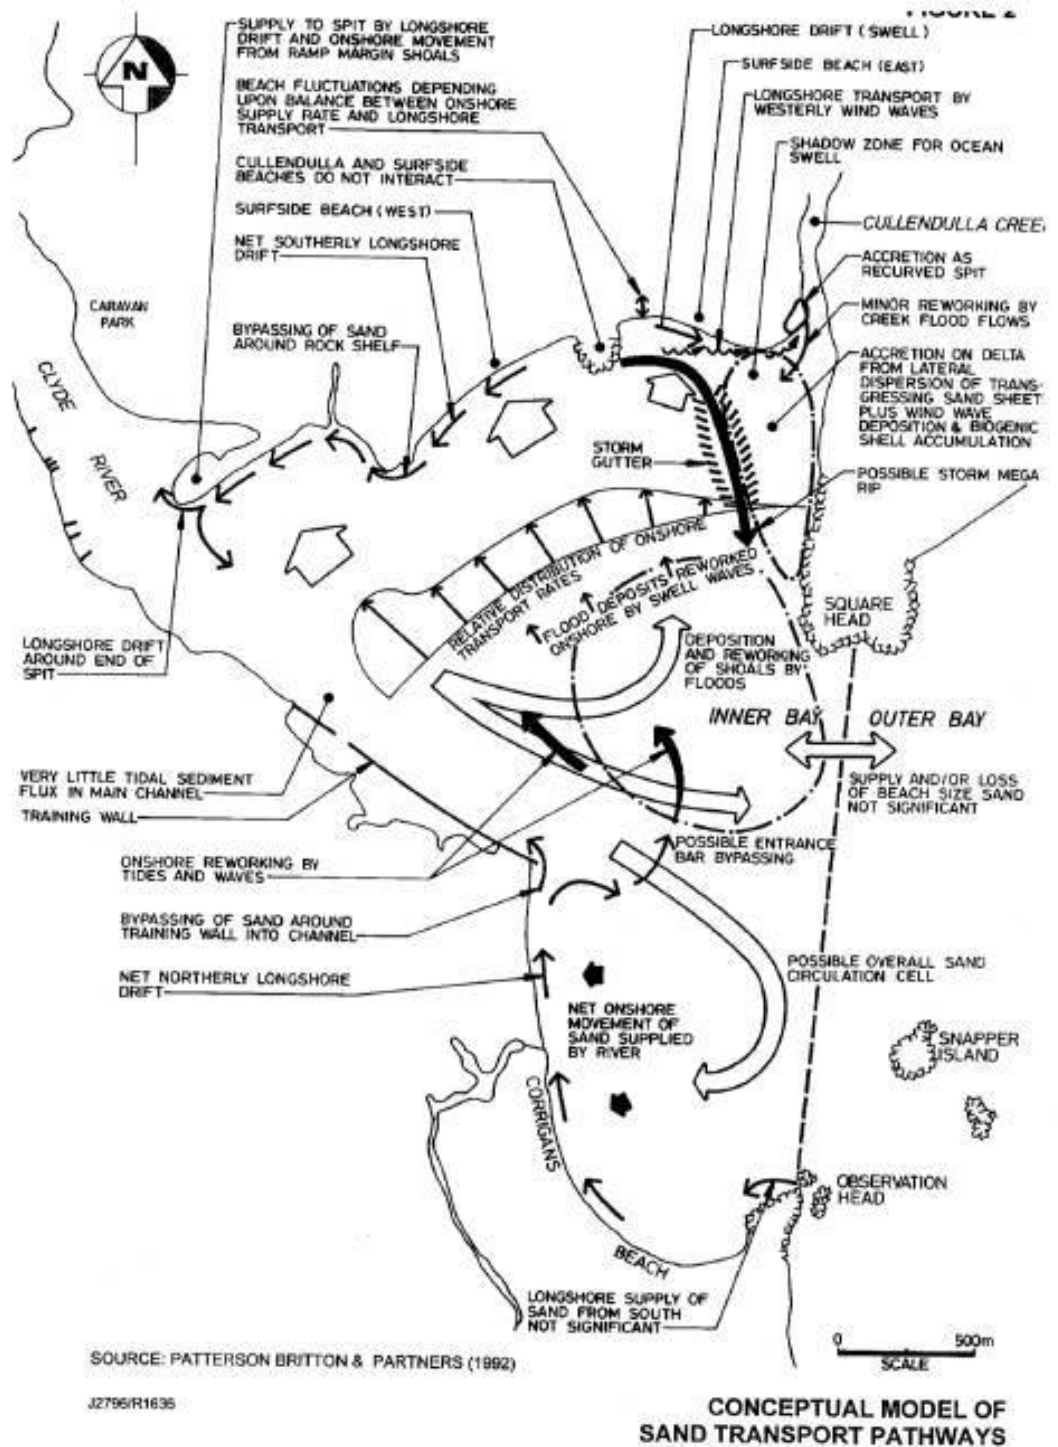 FIGURE 2
N
SUPPLY TO SPIT BY LONGSHORE
DRIFT AND ONSHORE MOVEMENT
FROM RAMP MARGIN SHOALS
BEACH FLUCTUATIONS DEPENDING
UPON BALANCE BETWEEN ONSHORE
SUPPLY RATE AND LONGSHORE
TRANSPORT
CULLENDULLA AND SURFSIDE
BEACHES DO NOT INTERACT
SURFSIDE BEACH (WEST)
NET SOUTHERLY LONGSHORE
DRIFT
BYPASSING OF SAND
AROUND ROCK SHELF
LONGSHORE DRIFT (SWELL)
SURFSIDE BEACH (EAST)
LONGSHORE TRANSPORT BY
WESTERLY WIND WAVES
SHADOW ZONE FOR OCEAN
SWELL
CULLENDULLA CREE
ACCRETION AS
RECURVED SPIT
MINOR REWORKING BY
CREEK FLOOD FLOWS
ACCRETION ON DELTA
FROM LATERAL
DISPERSION OF TRANS-
GRESSING SAND SHEET
PLUS WIND WAVE
DEPOSITION & BIOGENIC
SHELL ACCUMULATION
POSSIBLE STORM MEGA
RIP
CARAVAN
PARK
CLYDE
RIVER
STORM
GUTTER
RELATIVE DISTRIBUTION OF ONSHORE
TRANSPORT RATES
FLOOD DEPOSITS REWORKED
ONSHORE BY SWELL WAVES
SQUARE
HEAD
DEPOSITION
AND REWORKING
OF SHOALS BY
FLOODS
LONGSHORE DRIFT
AROUND END OF
SPIT
INNER BAY
OUTER BAY
SUPPLY AND/OR LOSS
OF BEACH SIZE SAND
NOT SIGNIFICANT
VERY LITTLE TIDAL SEDIMENT
FLUX IN MAIN CHANNEL
TRAINING WALL
POSSIBLE ENTRANCE
BAR BYPASSING
ONSHORE REWORKING BY
TIDES AND WAVES
BYPASSING OF SAND AROUND
TRAINING WALL INTO CHANNEL
NET NORTHERLY LONGSHORE
DRIFT
POSSIBLE OVERALL SAND
CIRCULATION CELL
NET ONSHORE
MOVEMENT OF
SAND SUPPLIED
BY RIVER
SNAPPER
ISLAND
CORRIGANS
BEACH
OBSERVATION
HEAD
LONGSHORE SUPPLY OF
SAND FROM SOUTH
NOT SIGNIFICANT
0 500m
SCALE
SOURCE: PATTERSON BRITTON & PARTNERS (1992)
J2796/R1636
CONCEPTUAL MODEL OF
SAND TRANSPORT PATHWAYS